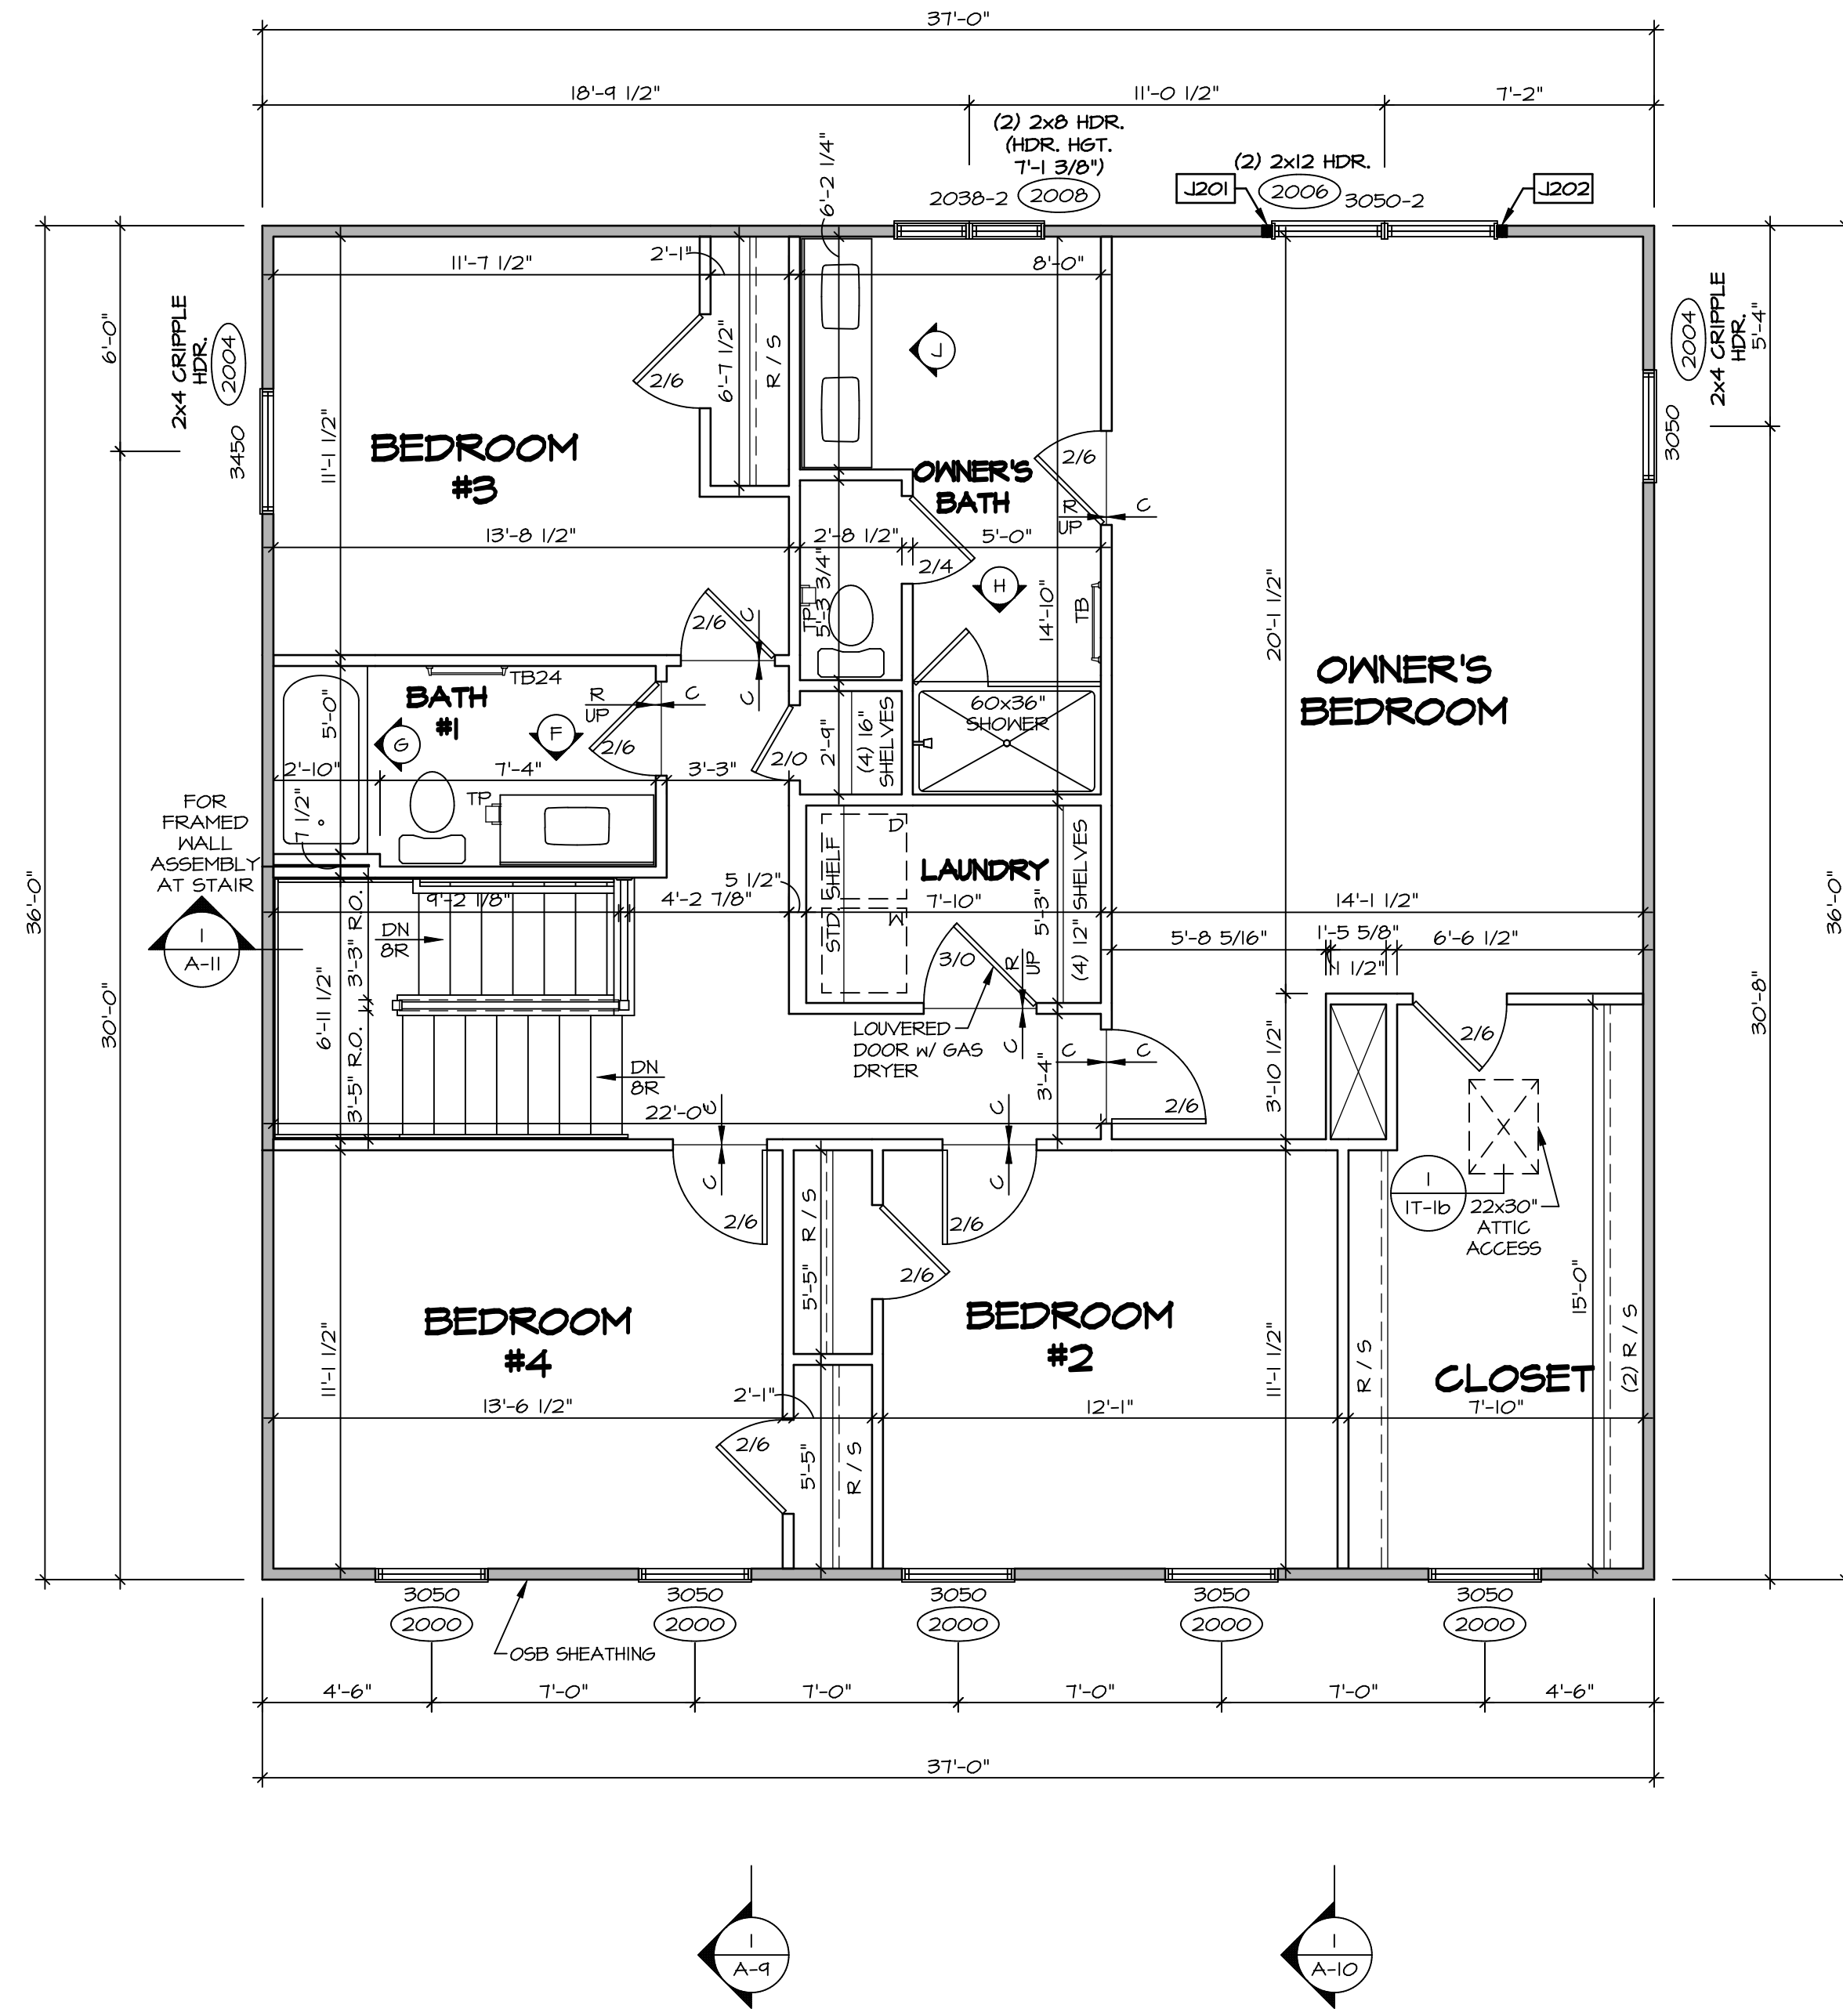 37'-0"
18'-9 1/2"
11'-0 1/2"
7'-2"
(2) 2x8 HDR.
(HDR. HGT.
7'-1 3/8")
2038-2
2008
(2) 2x12 HDR.
J201
2006
3050-2
J202
6'-2 1/4"
6'-0"
2x4 CRIPPLE
HDR.
2004
3450
2004
2x4 CRIPPLE
HDR.
5'-4"
3050
11'-7 1/2"
2'-1"
8'-0"
6'-7 1/2"
R / S
2/6
J
11'-1 1/2"
BEDROOM
#3
OWNER'S
BATH
2/6
R
UP
C
13'-8 1/2"
2'-8 1/2"
5'-0"
2/4
5'-3 3/4"
TP
H
14'-10"
TB
20'-1 1/2"
2/6
C
C
OWNER'S
BEDROOM
TB24
BATH
#1
R
UP
C
5'-0"
G
F
2/6
2/0
2'-9"
(4) 16"
SHELVES
60x36"
SHOWER
2'-10"
7'-4"
3'-3"
7 1/2"
TP
FOR
FRAMED
WALL
ASSEMBLY
AT STAIR
1
A-11
D
W
STD. SHELF
LAUNDRY
(4) 12" SHELVES
5'-3"
9'-2 1/8"
4'-2 7/8"
5 1/2"
7'-10"
14'-1 1/2"
36'-0"
36'-0"
DN
8R
3'-3" R.O.
6'-11 1/2"
3'-5" R.O.
3/0
R
UP
C
5'-8 5/16"
1'-5 5/8"
6'-6 1/2"
1 1/2"
30'-0"
30'-8"
LOUVERED
DOOR w/ GAS
DRYER
C
C
3'-4"
DN
8R
22'-0"
C
C
C
C
2/6
3'-10 1/2"
2/6
1
1T-1b
22x30"
ATTIC
ACCESS
2/6
2/6
R / S
5'-5"
2/6
BEDROOM
#4
BEDROOM
#2
11'-1 1/2"
11'-1 1/2"
15'-0"
R / S
(2) R / S
CLOSET
13'-6 1/2"
2'-1"
12'-1"
7'-10"
2/6
5'-5"
R / S
3050
2000
3050
2000
3050
2000
3050
2000
3050
2000
OSB SHEATHING
4'-6"
7'-0"
7'-0"
7'-0"
7'-0"
4'-6"
37'-0"
1
A-9
1
A-10